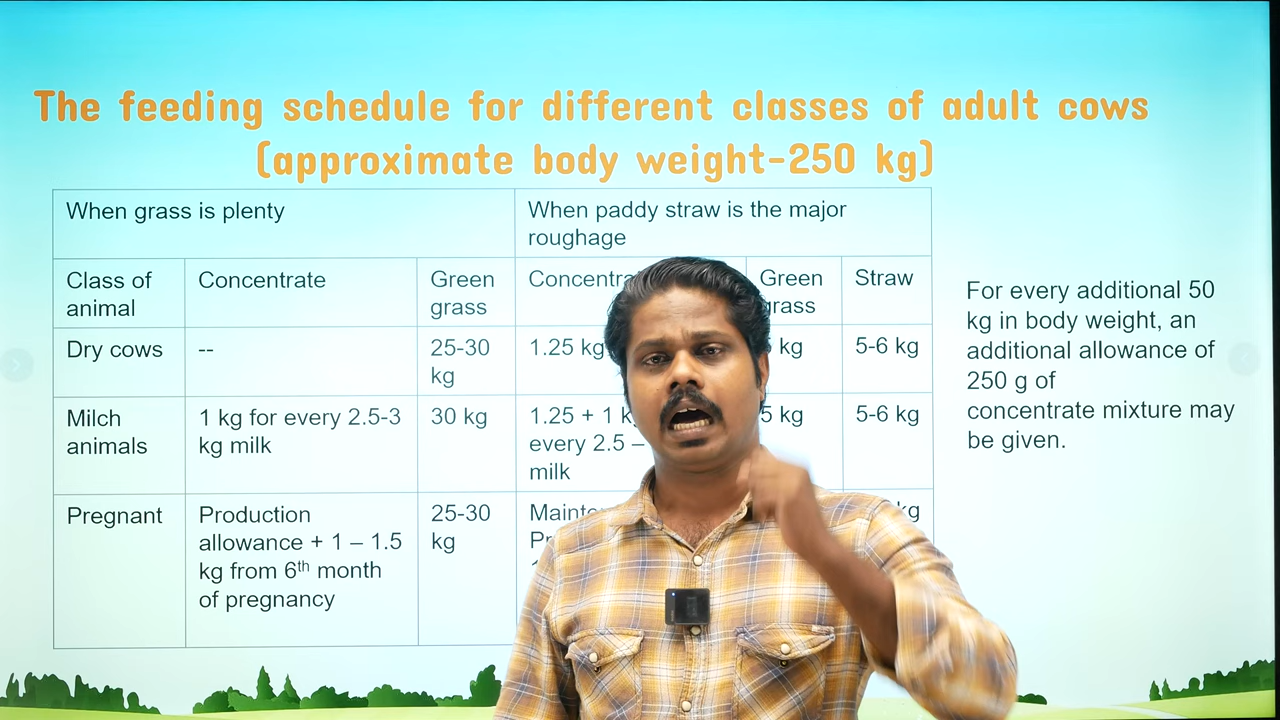 The feeding schedule for different classes of adult cows
(approximate body weight-250 kg)
When grass is plenty
When paddy straw is the major
roughage
Class of
animal
Concentrate
Green
grass
Green
grass
Straw
Dry cows
--
25-30
kg
1.25 kg
kg
5-6 kg
Milch
animals
1 kg for every 2.5-3
kg milk
30 kg
1.25 + 1
every 2.5 –
milk
5 kg
5-6 kg
Pregnant
Production
allowance + 1 – 1.5
kg from 6th month
of pregnancy
25-30
kg
kg
For every additional 50
kg in body weight, an
additional allowance of
250 g of
concentrate mixture may
be given.